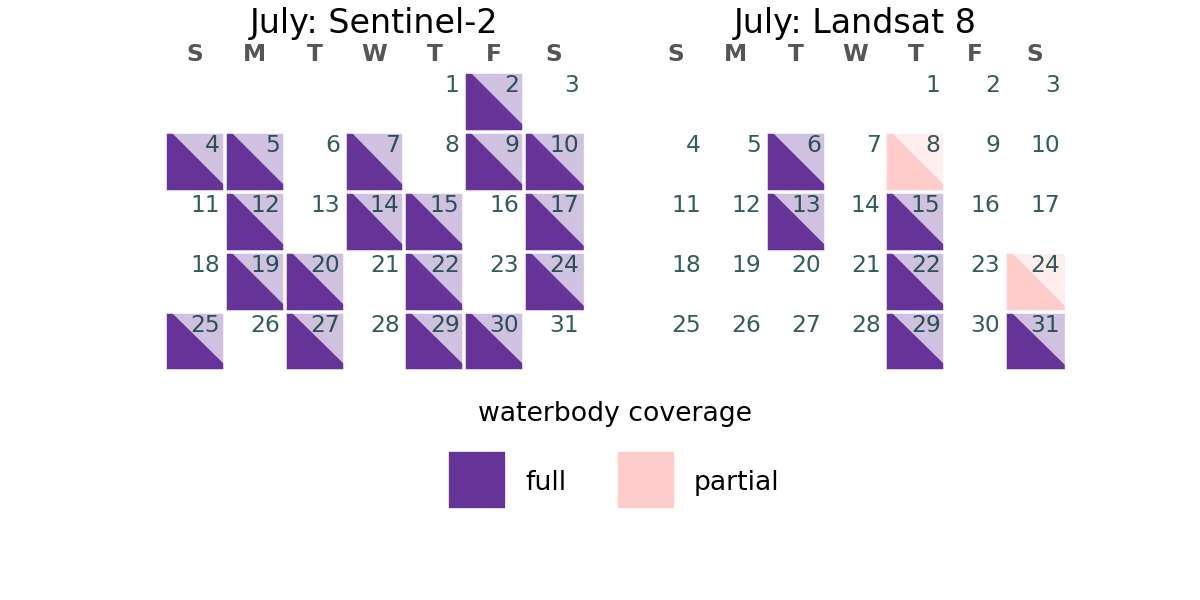 July: Sentinel-2
S M T W T F S
1 2 3
4 5 6 7 8 9 10
11 12 13 14 15 16 17
18 19 20 21 22 23 24
25 26 27 28 29 30 31
July: Landsat 8
S M T W T F S
1 2 3
4 5 6 7 8 9 10
11 12 13 14 15 16 17
18 19 20 21 22 23 24
25 26 27 28 29 30 31
waterbody coverage
full
partial